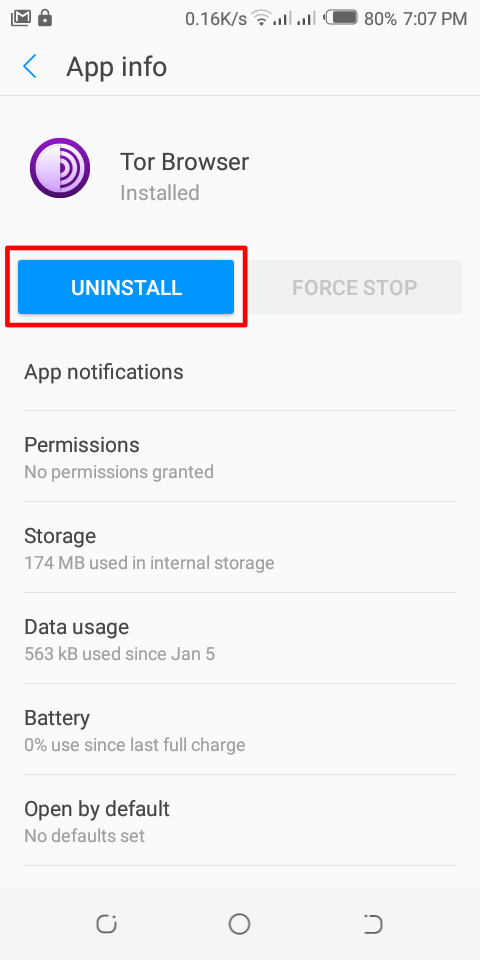 0.16K/s 80% 7:07 PM
App info
Tor Browser
Installed
UNINSTALL FORCE STOP
App notifications
Permissions
No permissions granted
Storage
174 MB used in internal storage
Data usage
563 kB used since Jan 5
Battery
0% use since last full charge
Open by default
No defaults set